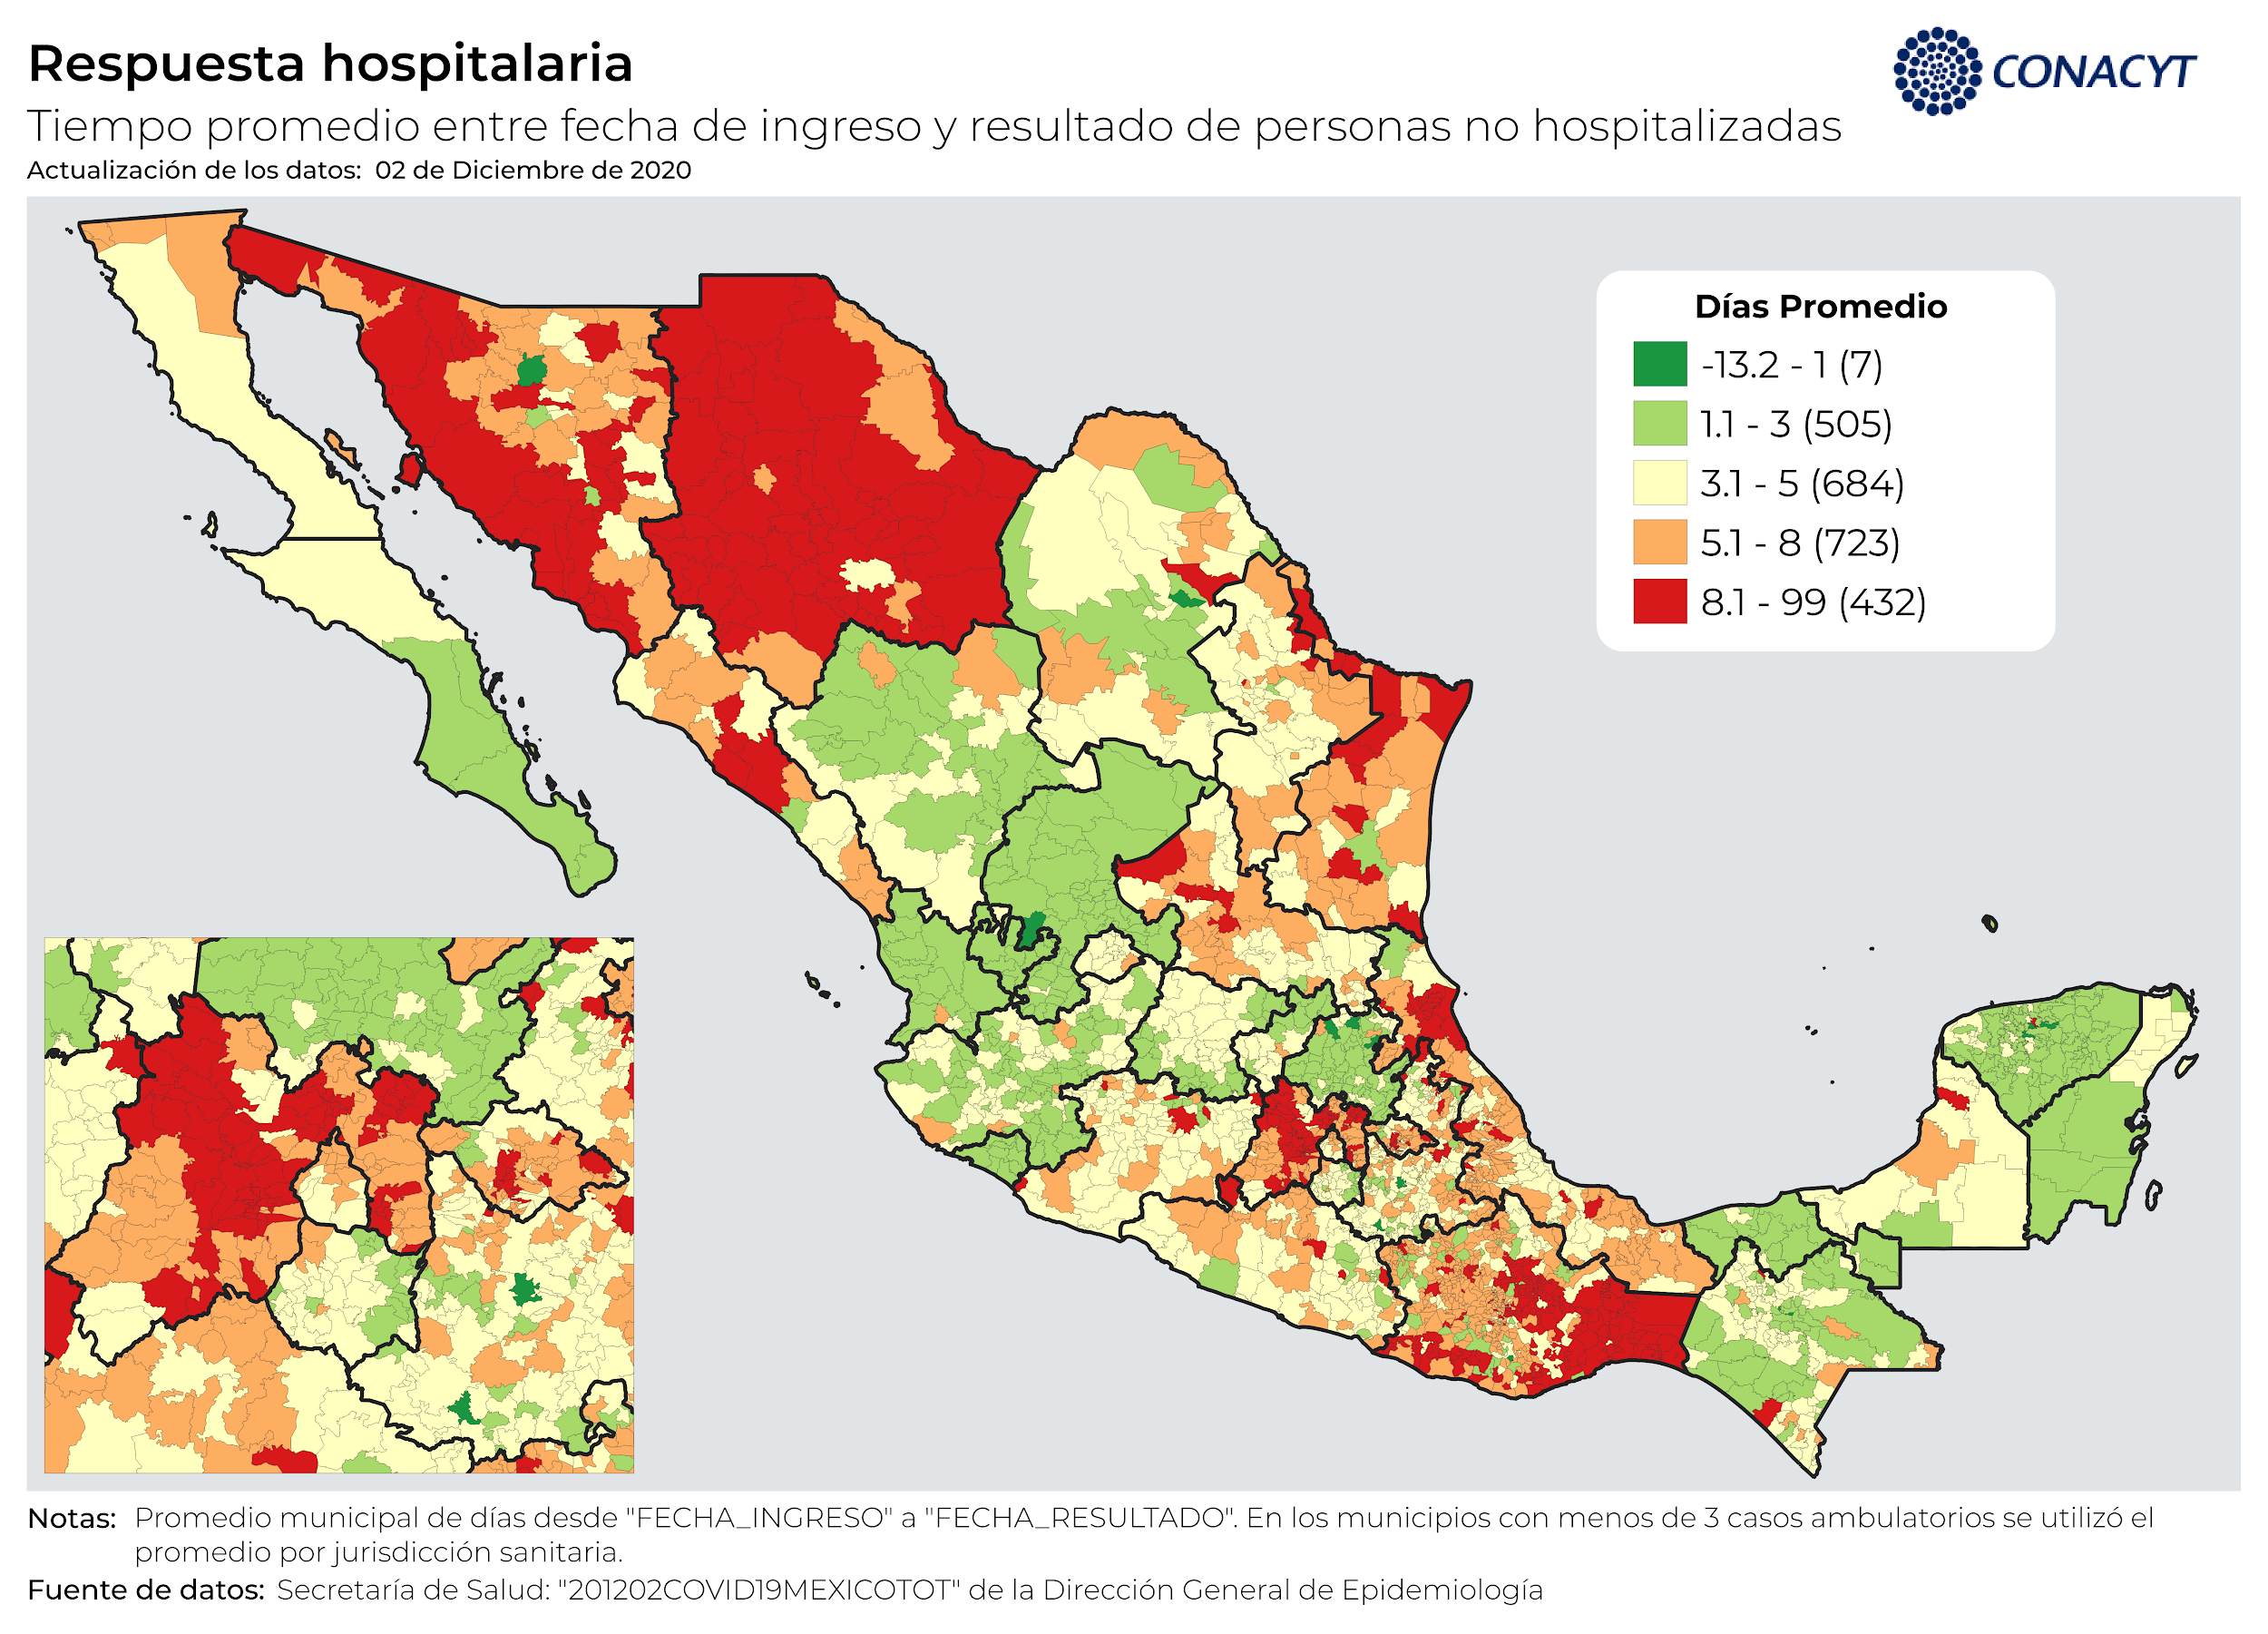 Respuesta hospitalaria
CONACYT
Tiempo promedio entre fecha de ingreso y resultado de personas no hospitalizadas
Actualización de los datos: 02 de Diciembre de 2020
Días Promedio
-13.2 - 1 (7)
1.1 - 3 (505)
3.1 - 5 (684)
5.1 - 8 (723)
8.1 - 99 (432)
Notas: Promedio municipal de días desde "FECHA_INGRESO" a "FECHA_RESULTADO". En los municipios con menos de 3 casos ambulatorios se utilizó el
promedio por jurisdicción sanitaria.
Fuente de datos: Secretaría de Salud: "201202COVID19MEXICOTOT" de la Dirección General de Epidemiología